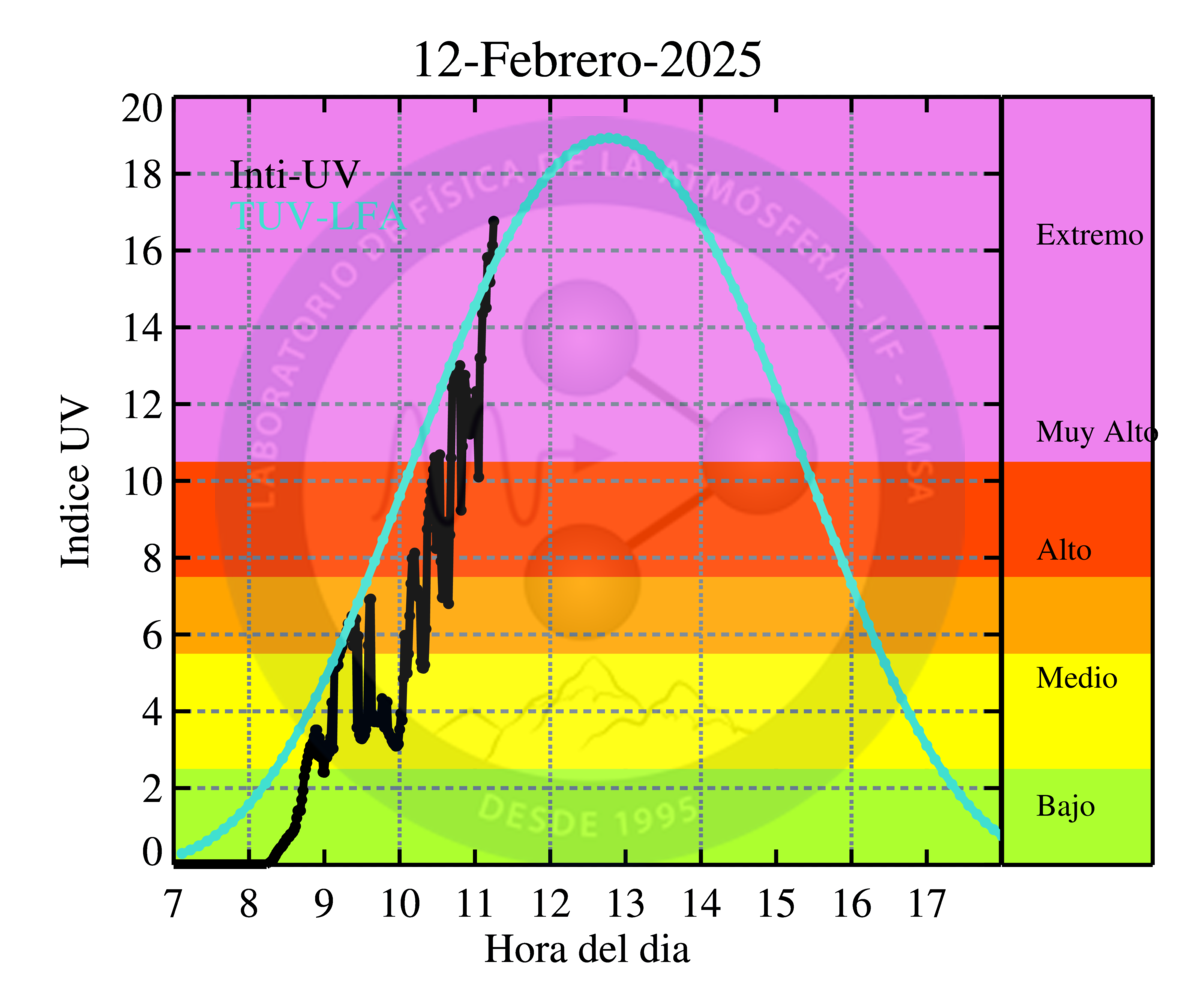 12-Febrero-2025
20
18
16
14
12
10
8
6
4
2
0
Indice UV
Inti-UV
TUV-LFA
LABORATORIO DE FÍSICA DE LA ATMÓSFERA - IIF - UMSA
DESDE 1995
Extremo
Muy Alto
Alto
Medio
Bajo
7 8 9 10 11 12 13 14 15 16 17
Hora del dia